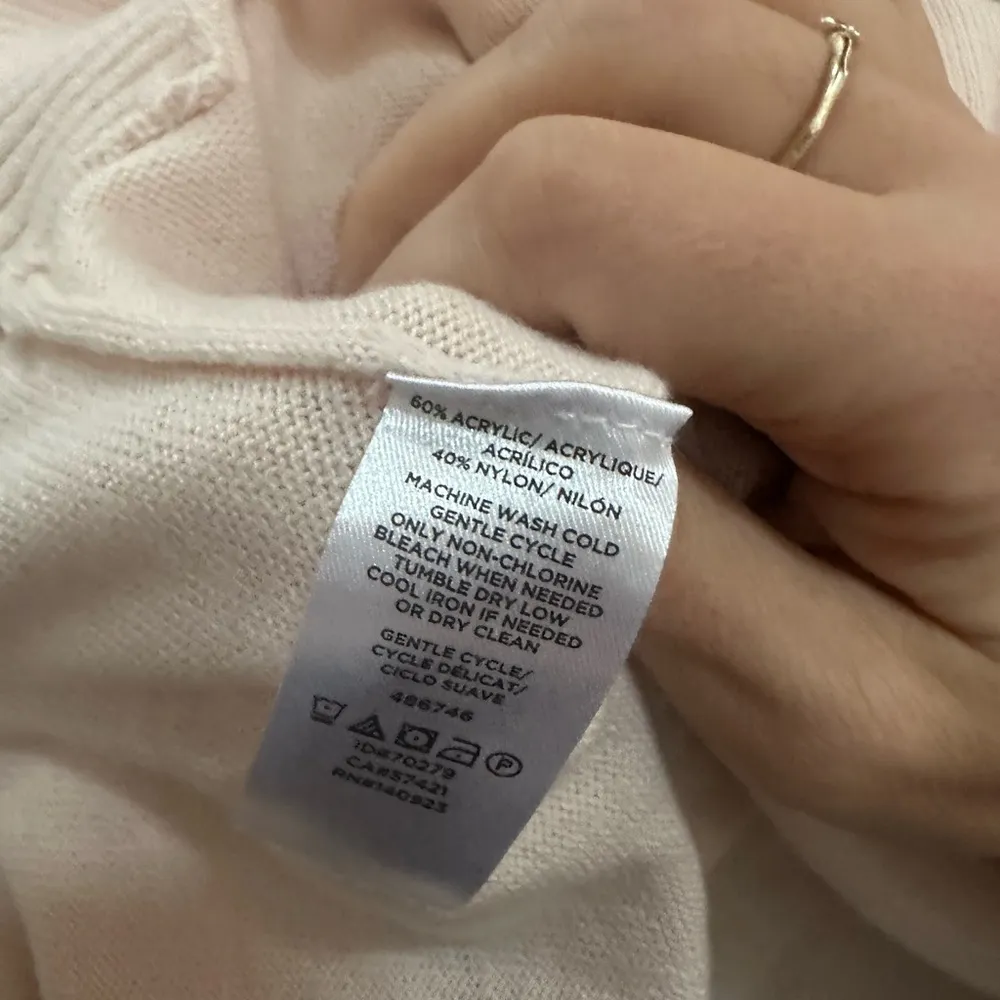 60% ACRYLIC/ ACRYLIQUE/
ACRÍLICO
40% NYLON/ NILÓN
MACHINE WASH COLD
GENTLE CYCLE
ONLY NON-CHLORINE
BLEACH WHEN NEEDED
TUMBLE DRY LOW
COOL IRON IF NEEDED
OR DRY CLEAN
GENTLE CYCLE/
CYCLE DÉLICAT/
CICLO SUAVE
486746
P
ID#70279
CA#57421
RN#140923